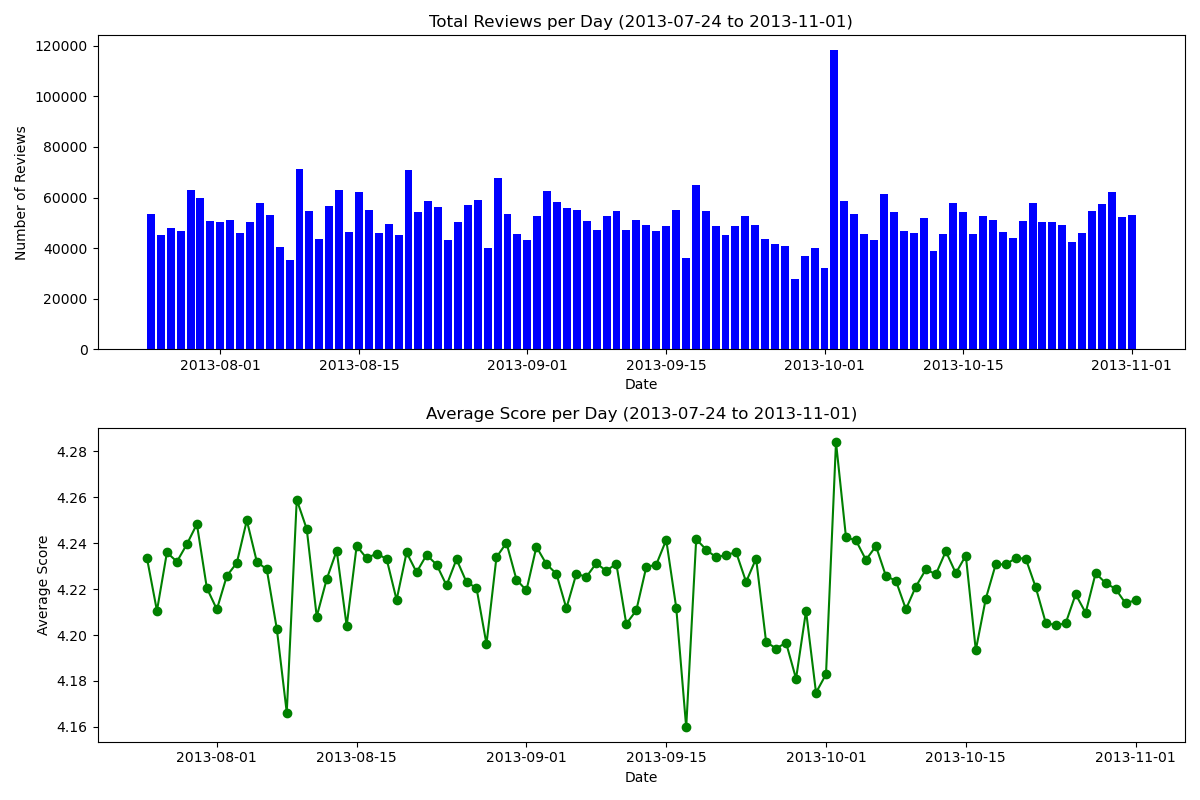 Total Reviews per Day (2013-07-24 to 2013-11-01)
120000
100000
80000
60000
40000
20000
0
Number of Reviews
2013-08-01 2013-08-15 2013-09-01 2013-09-15 2013-10-01 2013-10-15 2013-11-01
Date
Average Score per Day (2013-07-24 to 2013-11-01)
4.28
4.26
4.24
4.22
4.20
4.18
4.16
Average Score
2013-08-01 2013-08-15 2013-09-01 2013-09-15 2013-10-01 2013-10-15 2013-11-01
Date